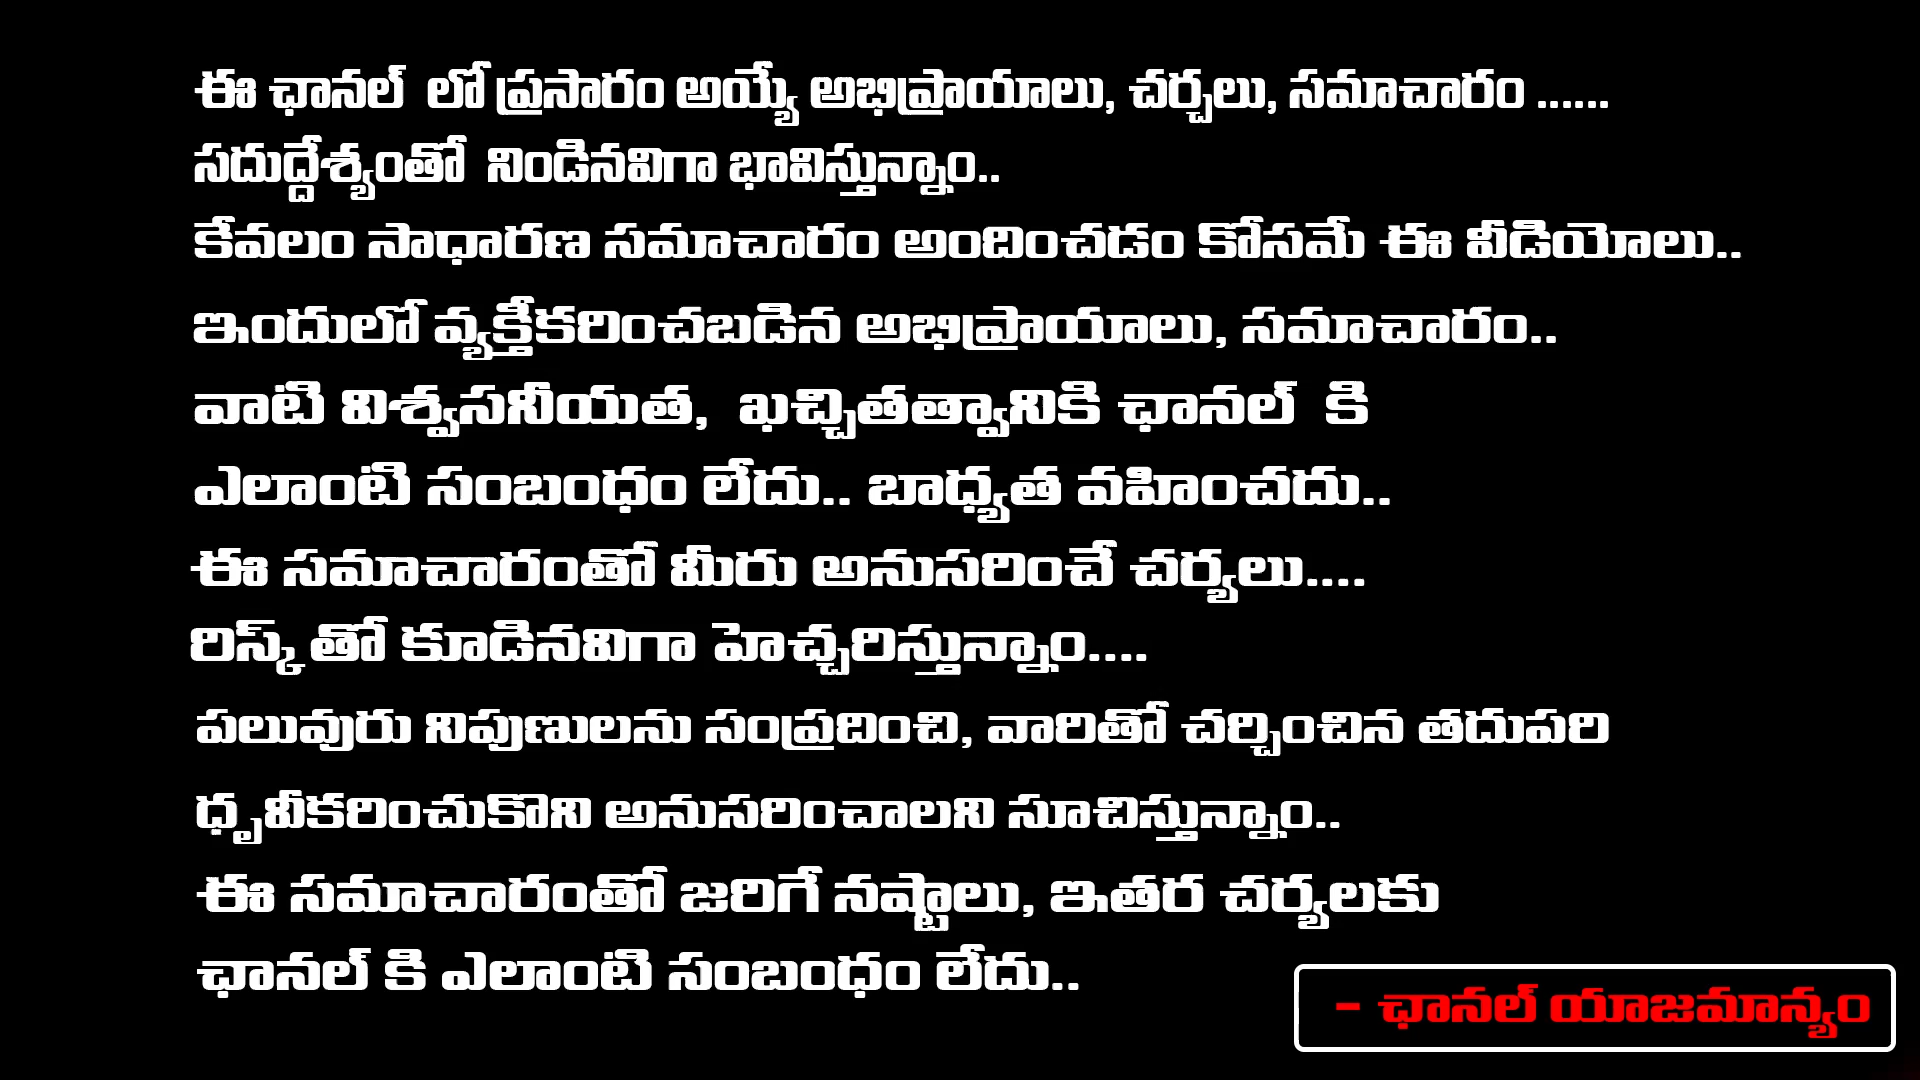 ఈ ఛానల్ లో ప్రసారం అయ్యే అభిప్రాయాలు, చర్చలు, సమాచారం ......
సదుద్దేశ్యంతో నిండినవిగా భావిస్తున్నాం..
కేవలం సాధారణ సమాచారం అందించడం కోసమే ఈ వీడియోలు..
ఇందులో వ్యక్తీకరించబడిన అభిప్రాయాలు, సమాచారం..
వాటి విశ్వసనీయత, ఖచ్చితత్వానికి ఛానల్ కి
ఎలాంటి సంబంధం లేదు.. బాధ్యత వహించదు..
ఈ సమాచారంతో మీరు అనుసరించే చర్యలు....
రిస్క్ తో కూడినవిగా హెచ్చరిస్తున్నాం....
పలువురు నిపుణులను సంప్రదించి, వారితో చర్చించిన తదుపరి
ధృవీకరించుకొని అనుసరించాలని సూచిస్తున్నాం..
ఈ సమాచారంతో జరిగే నష్టాలు, ఇతర చర్యలకు
ఛానల్ కి ఎలాంటి సంబంధం లేదు..
- ఛానల్ యాజమాన్యం